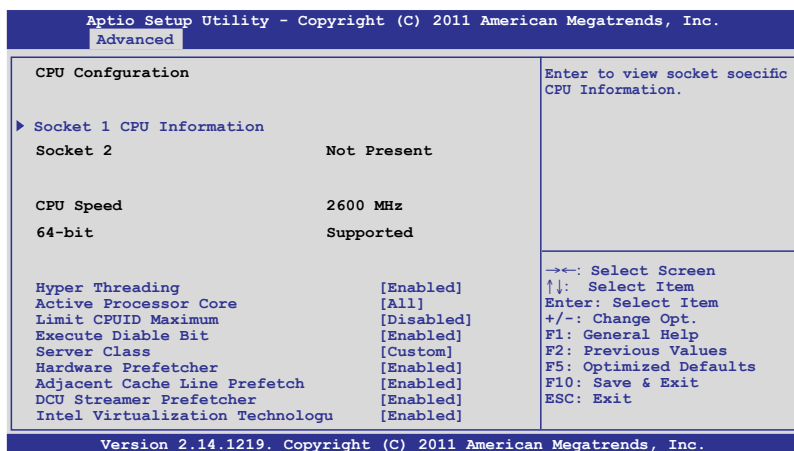 Aptio Setup Utility - Copyright (C) 2011 American Megatrends, Inc.
Advanced
CPU Confguration
Socket 1 CPU Information
Socket 2 Not Present
CPU Speed 2600 MHz
64-bit Supported
Hyper Threading [Enabled]
Active Processor Core [All]
Limit CPUID Maximum [Disabled]
Execute Diable Bit [Enabled]
Server Class [Custom]
Hardware Prefetcher [Enabled]
Adjacent Cache Line Prefetch [Enabled]
DCU Streamer Prefetcher [Enabled]
Intel Virtualization Technologu [Enabled]
Enter to view socket soecific
CPU Information.
→←: Select Screen
↑↓: Select Item
Enter: Select Item
+/-: Change Opt.
F1: General Help
F2: Previous Values
F5: Optimized Defaults
F10: Save & Exit
ESC: Exit
Version 2.14.1219. Copyright (C) 2011 American Megatrends, Inc.